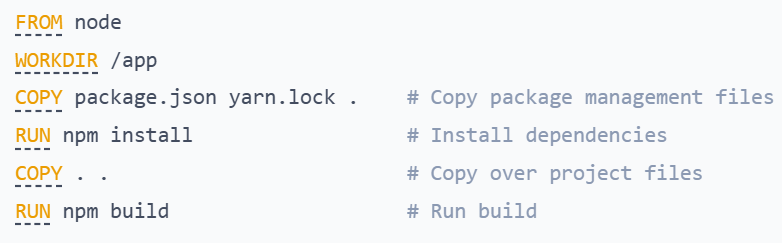 FROM node
WORKDIR /app
COPY package.json yarn.lock .    # Copy package management files
RUN npm install                  # Install dependencies
COPY . .                         # Copy over project files
RUN npm build                    # Run build